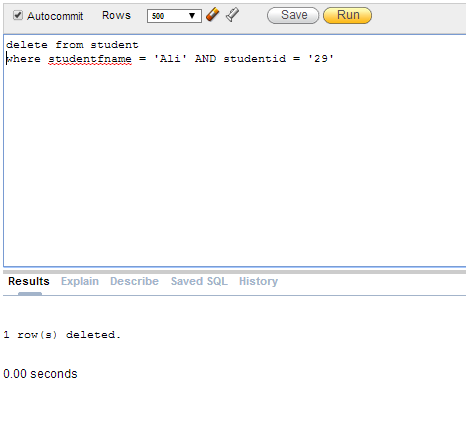 Autocommit Rows 500 Save Run
delete from student
where studentfname = 'Ali' AND studentid = '29'
Results Explain Describe Saved SQL History
1 row(s) deleted.
0.00 seconds